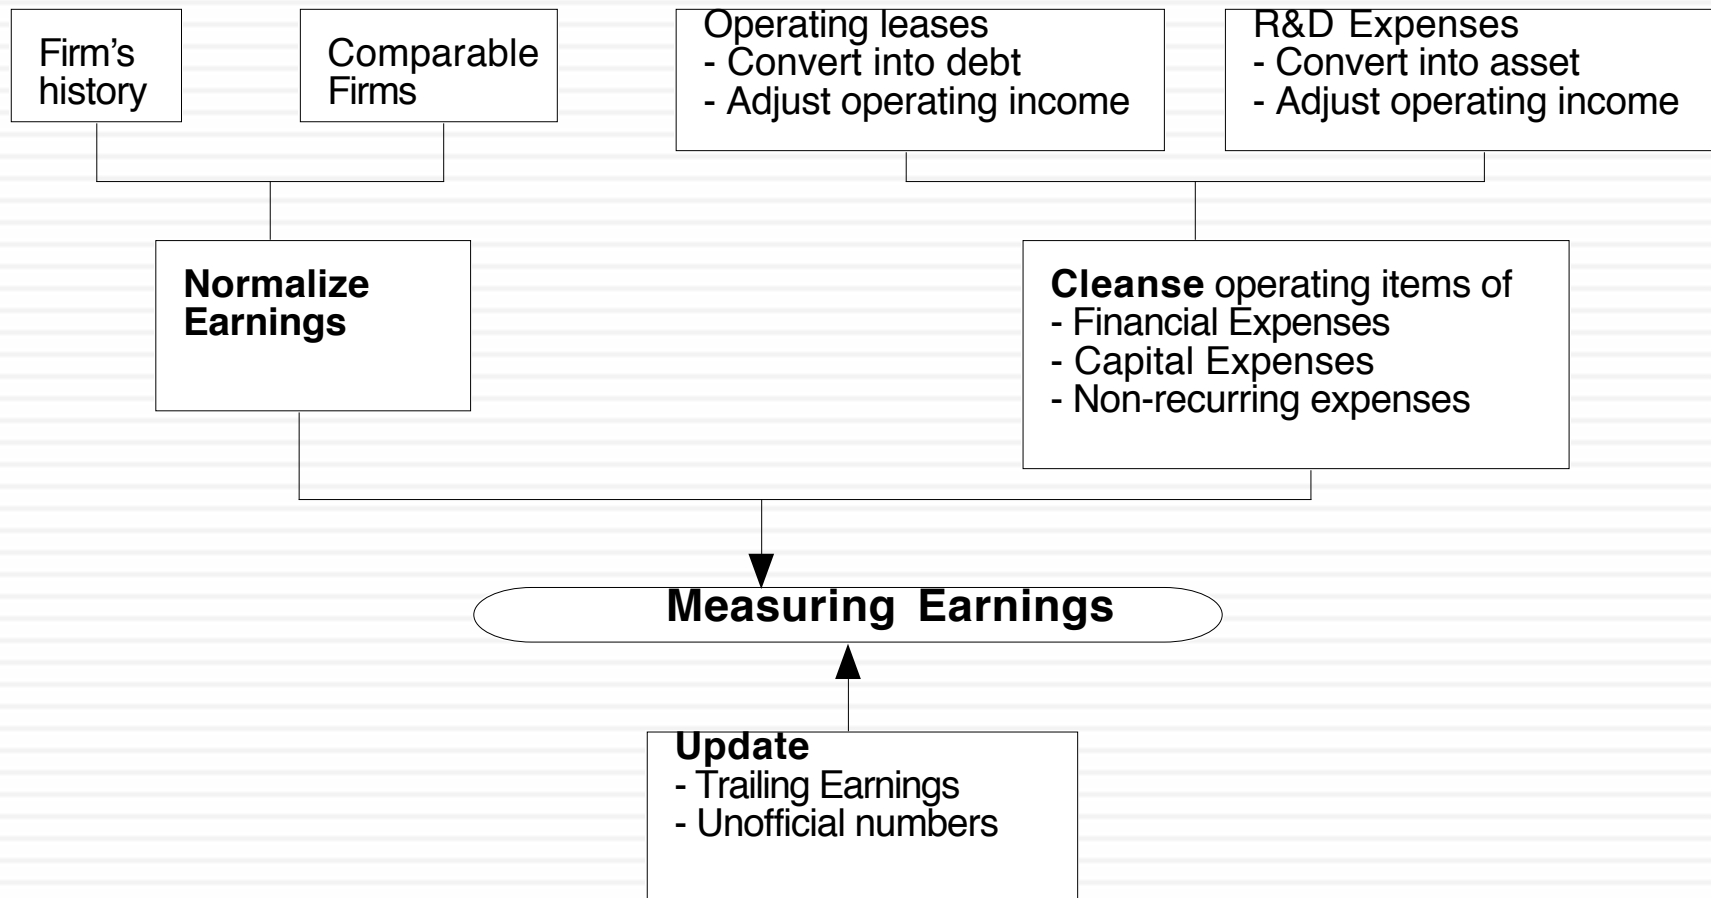 Firm's
history
Comparable
Firms
Operating leases
- Convert into debt
- Adjust operating income
R&D Expenses
- Convert into asset
- Adjust operating income
Normalize
Earnings
Cleanse operating items of
- Financial Expenses
- Capital Expenses
- Non-recurring expenses
Measuring Earnings
Update
- Trailing Earnings
- Unofficial numbers